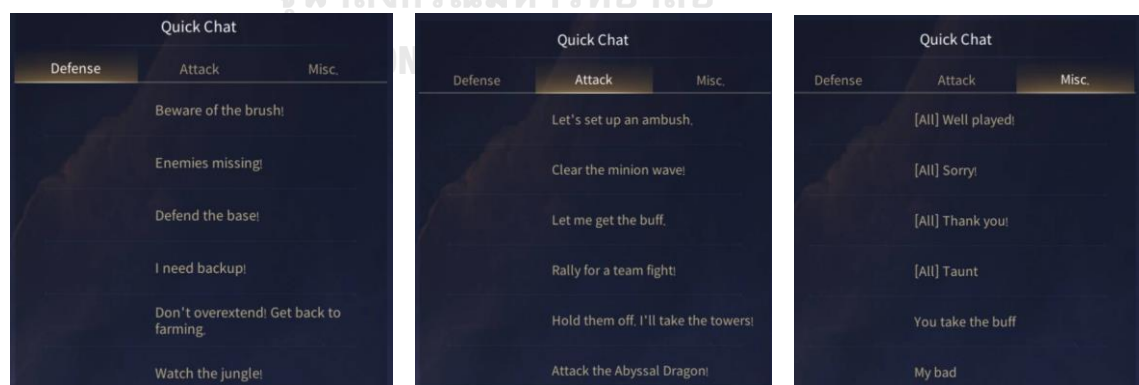 Quick Chat
Defense Attack Misc.
Beware of the brush!
Enemies missing!
Defend the base!
I need backup!
Don't overextend! Get back to
farming.
Watch the jungle!
Quick Chat
Defense Attack Misc.
Let's set up an ambush.
Clear the minion wave!
Let me get the buff.
Rally for a team fight!
Hold them off, I'll take the towers!
Attack the Abyssal Dragon!
Quick Chat
Defense Attack Misc.
[All] Well played!
[All] Sorry!
[All] Thank you!
[All] Taunt
You take the buff
My bad